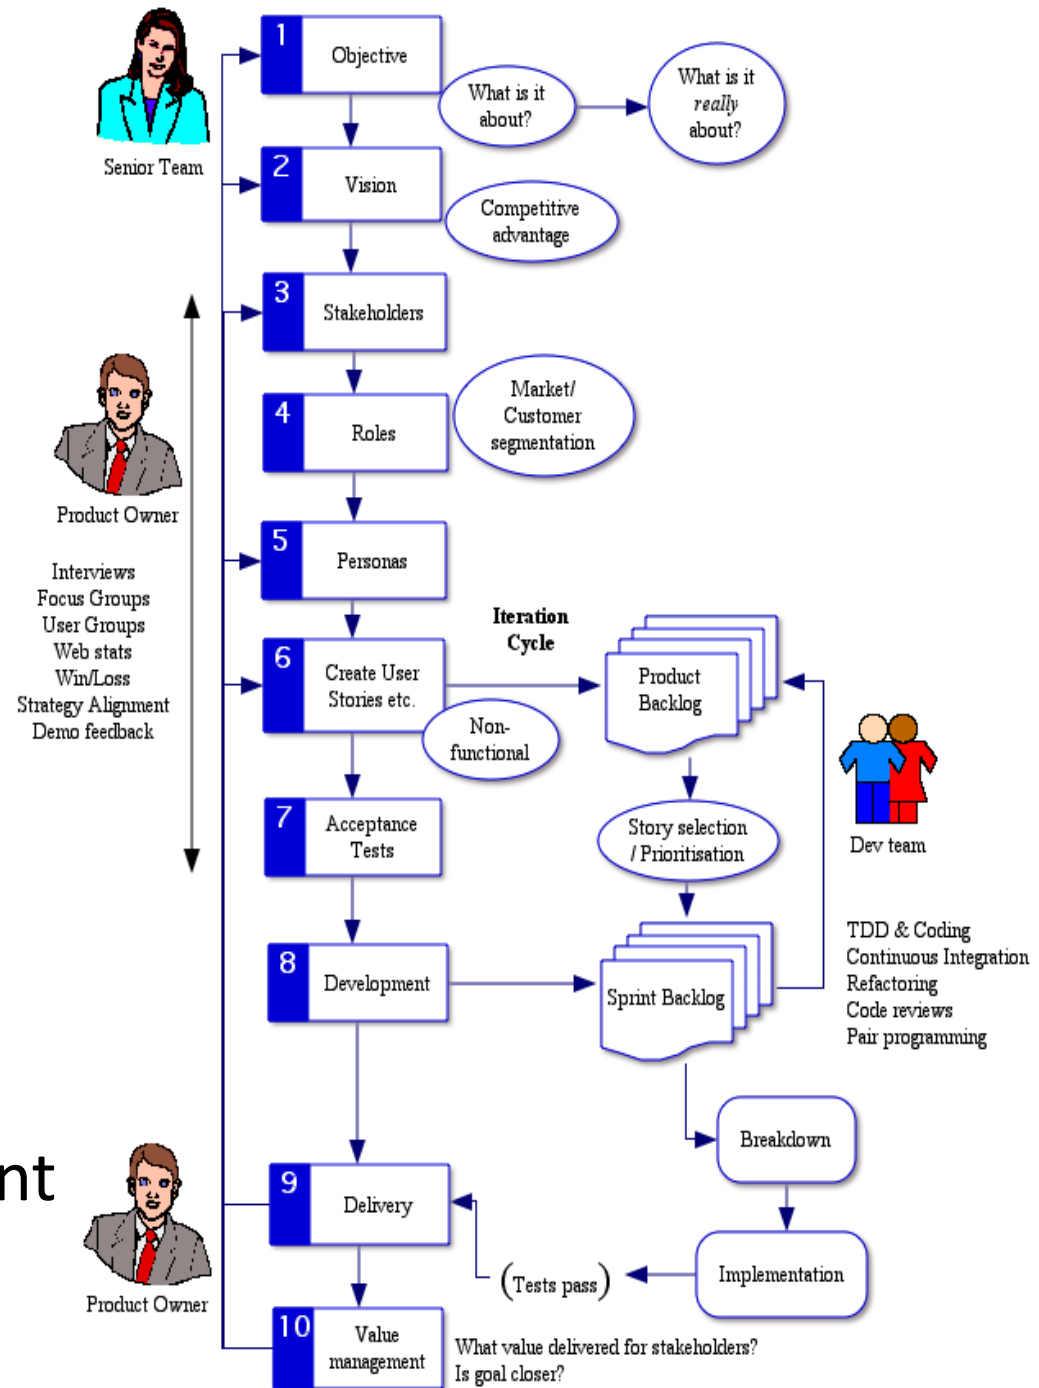 1
Objective
What is it
about?
What is it
really
about?
Senior Team
2
Vision
Competitive
advantage
3
Stakeholders
4
Roles
Market/
Customer
segmentation
Product Owner
Interviews
Focus Groups
User Groups
Web stats
Win/Loss
Strategy Alignment
Demo feedback
5
Personas
Iteration
Cycle
6
Create User
Stories etc.
Non-
functional
Product
Backlog
7
Acceptance
Tests
Story selection
/ Prioritisation
Dev team
TDD & Coding
Continuous Integration
Refactoring
Code reviews
Pair programming
8
Development
Sprint Backlog
Breakdown
nt
9
Delivery
(Tests pass)
Implementation
Product Owner
10
Value
management
What value delivered for stakeholders?
Is goal closer?